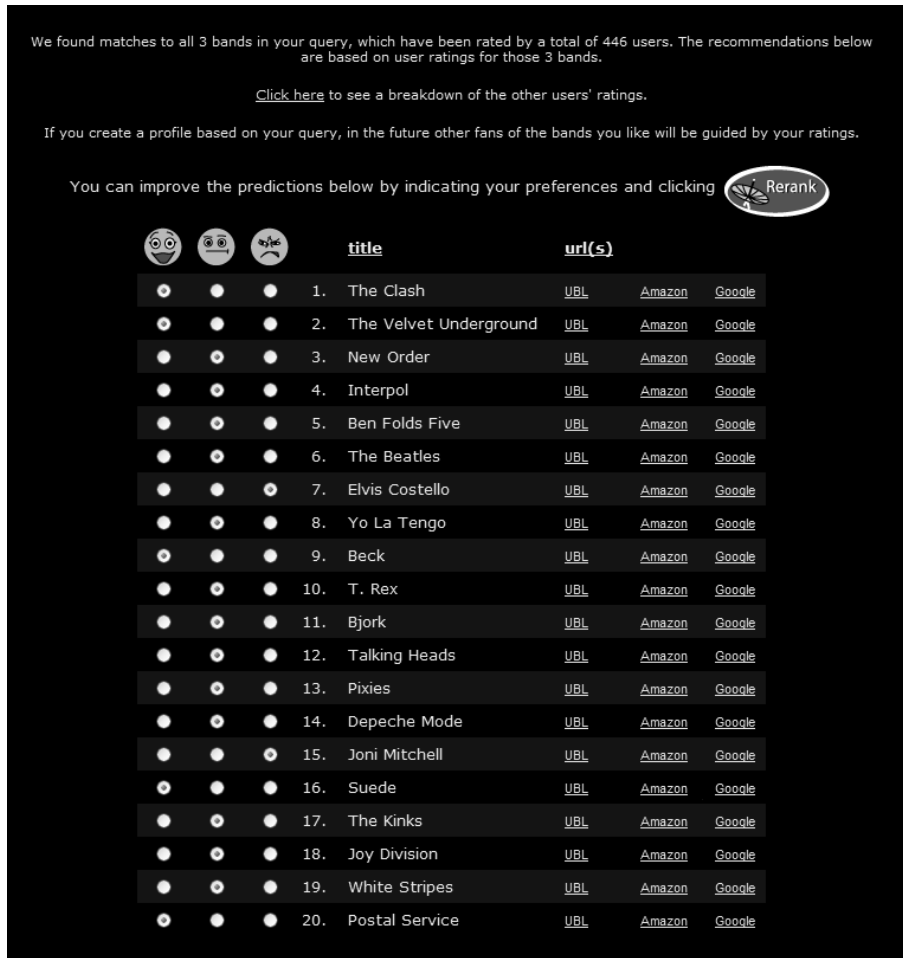 We found matches to all 3 bands in your query, which have been rated by a total of 446 users. The recommendations below
are based on user ratings for those 3 bands.
Click here to see a breakdown of the other users' ratings.
If you create a profile based on your query, in the future other fans of the bands you like will be guided by your ratings.
You can improve the predictions below by indicating your preferences and clicking Rerank
title url(s)
1. The Clash UBL Amazon Google
2. The Velvet Underground UBL Amazon Google
3. New Order UBL Amazon Google
4. Interpol UBL Amazon Google
5. Ben Folds Five UBL Amazon Google
6. The Beatles UBL Amazon Google
7. Elvis Costello UBL Amazon Google
8. Yo La Tengo UBL Amazon Google
9. Beck UBL Amazon Google
10. T. Rex UBL Amazon Google
11. Bjork UBL Amazon Google
12. Talking Heads UBL Amazon Google
13. Pixies UBL Amazon Google
14. Depeche Mode UBL Amazon Google
15. Joni Mitchell UBL Amazon Google
16. Suede UBL Amazon Google
17. The Kinks UBL Amazon Google
18. Joy Division UBL Amazon Google
19. White Stripes UBL Amazon Google
20. Postal Service UBL Amazon Google